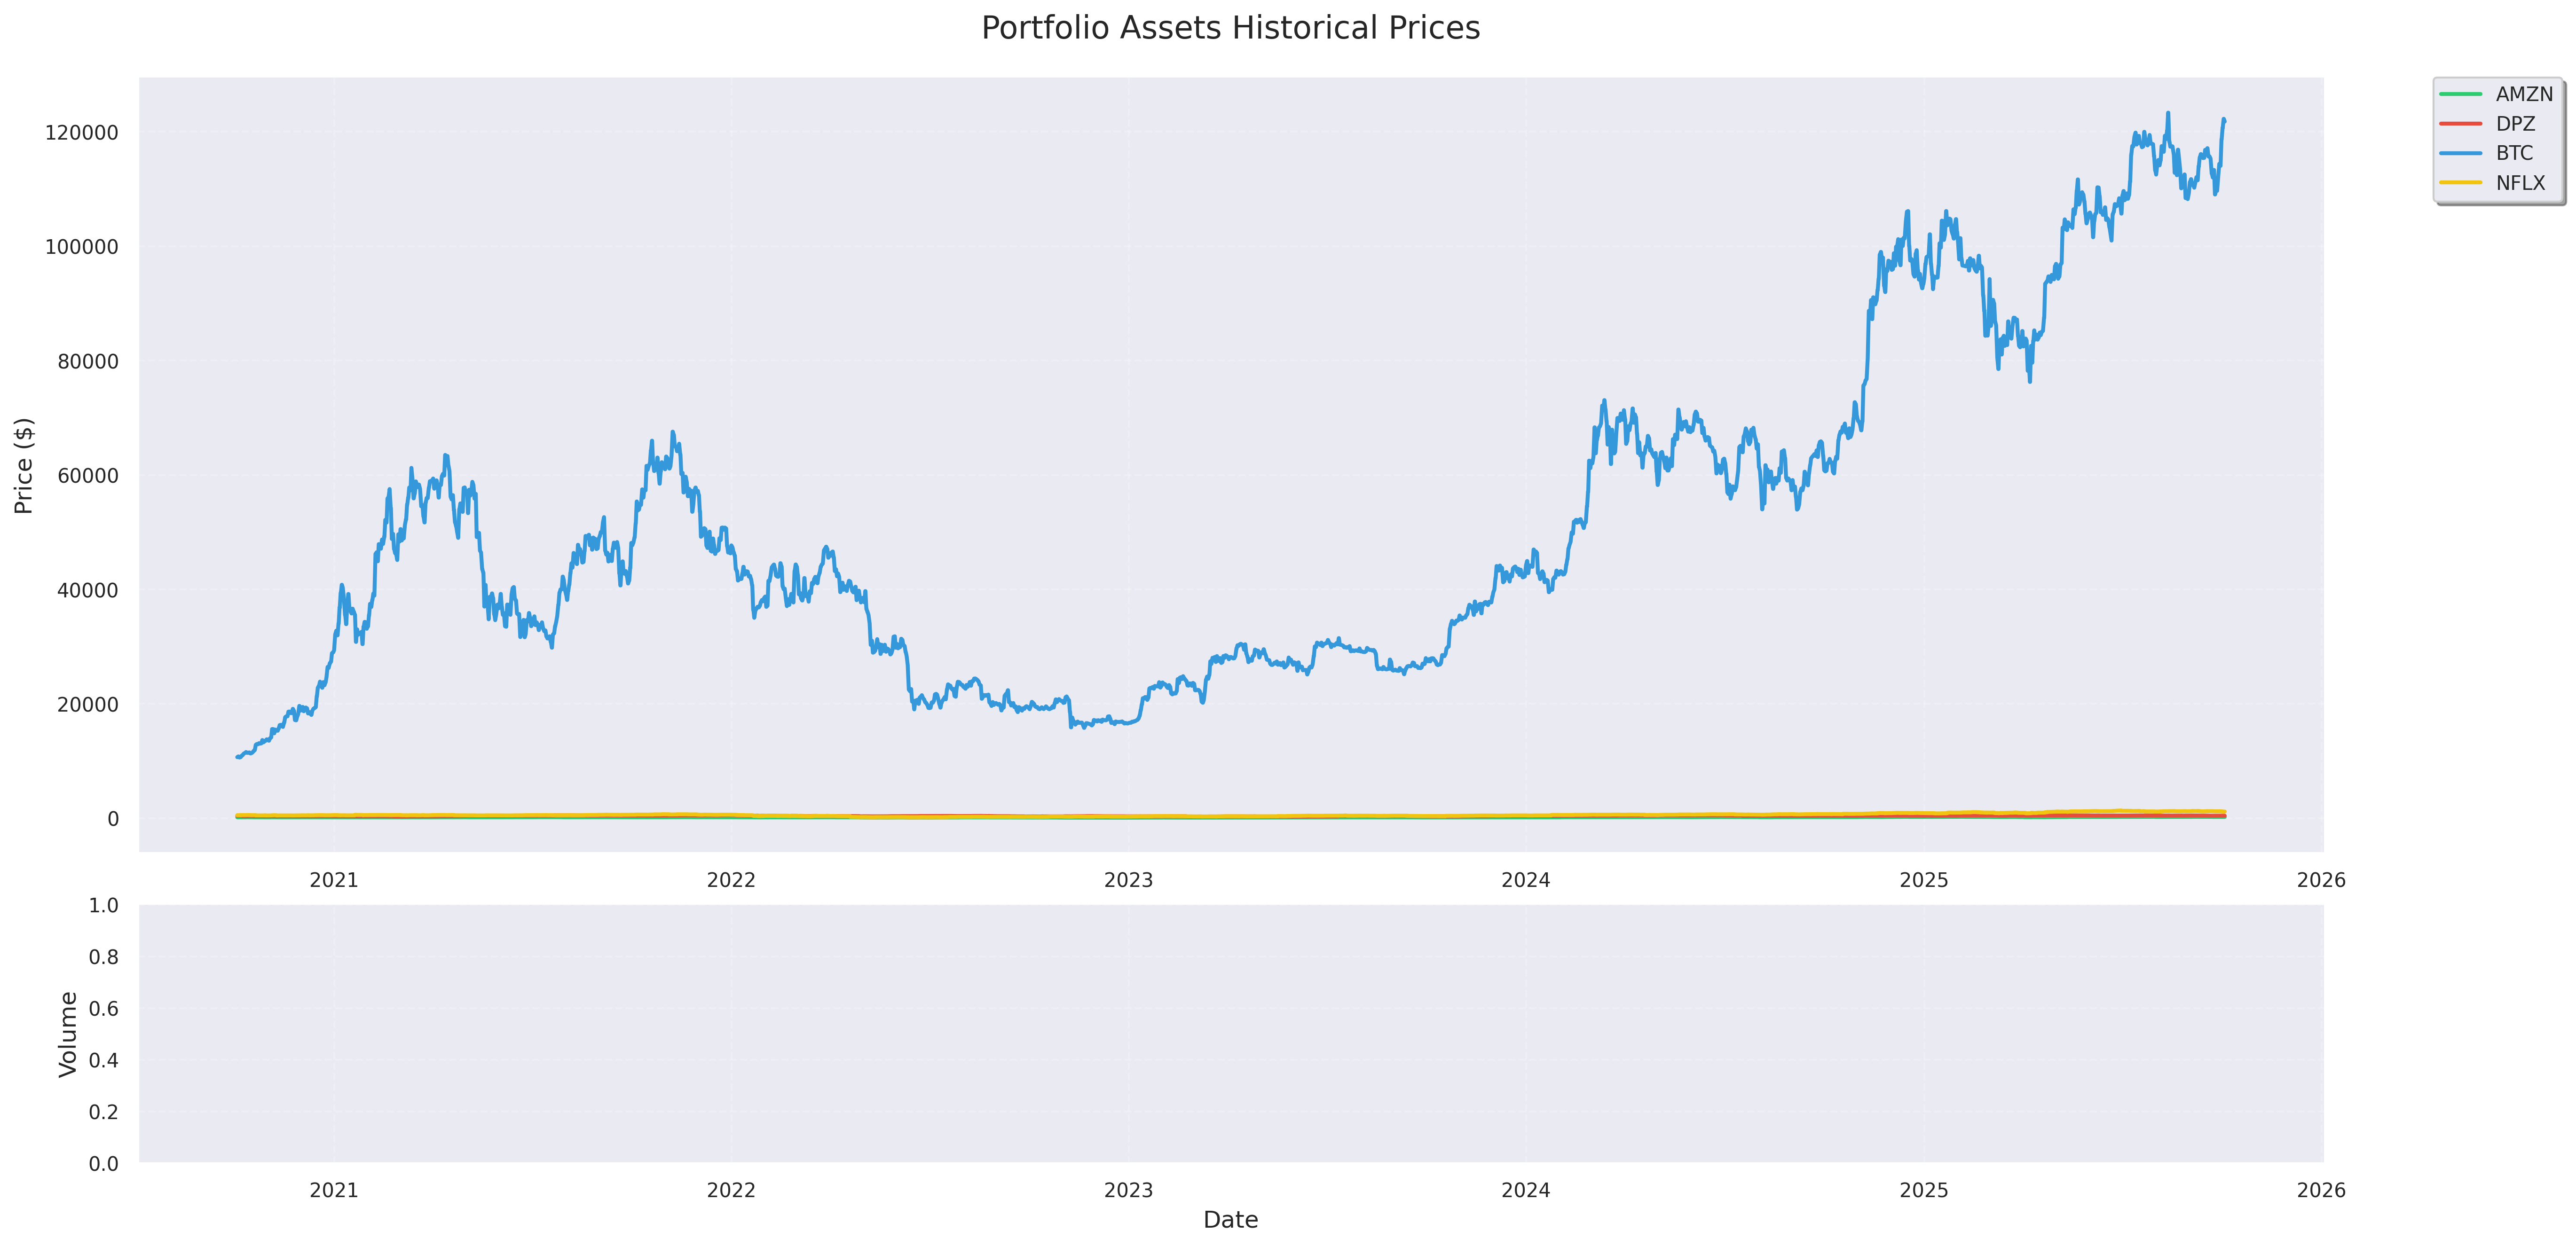 Portfolio Assets Historical Prices
AMZN
DPZ
BTC
NFLX
Price ($)
120000
100000
80000
60000
40000
20000
0
2021 2022 2023 2024 2025 2026
Volume
1.0
0.8
0.6
0.4
0.2
0.0
2021 2022 2023 2024 2025 2026
Date